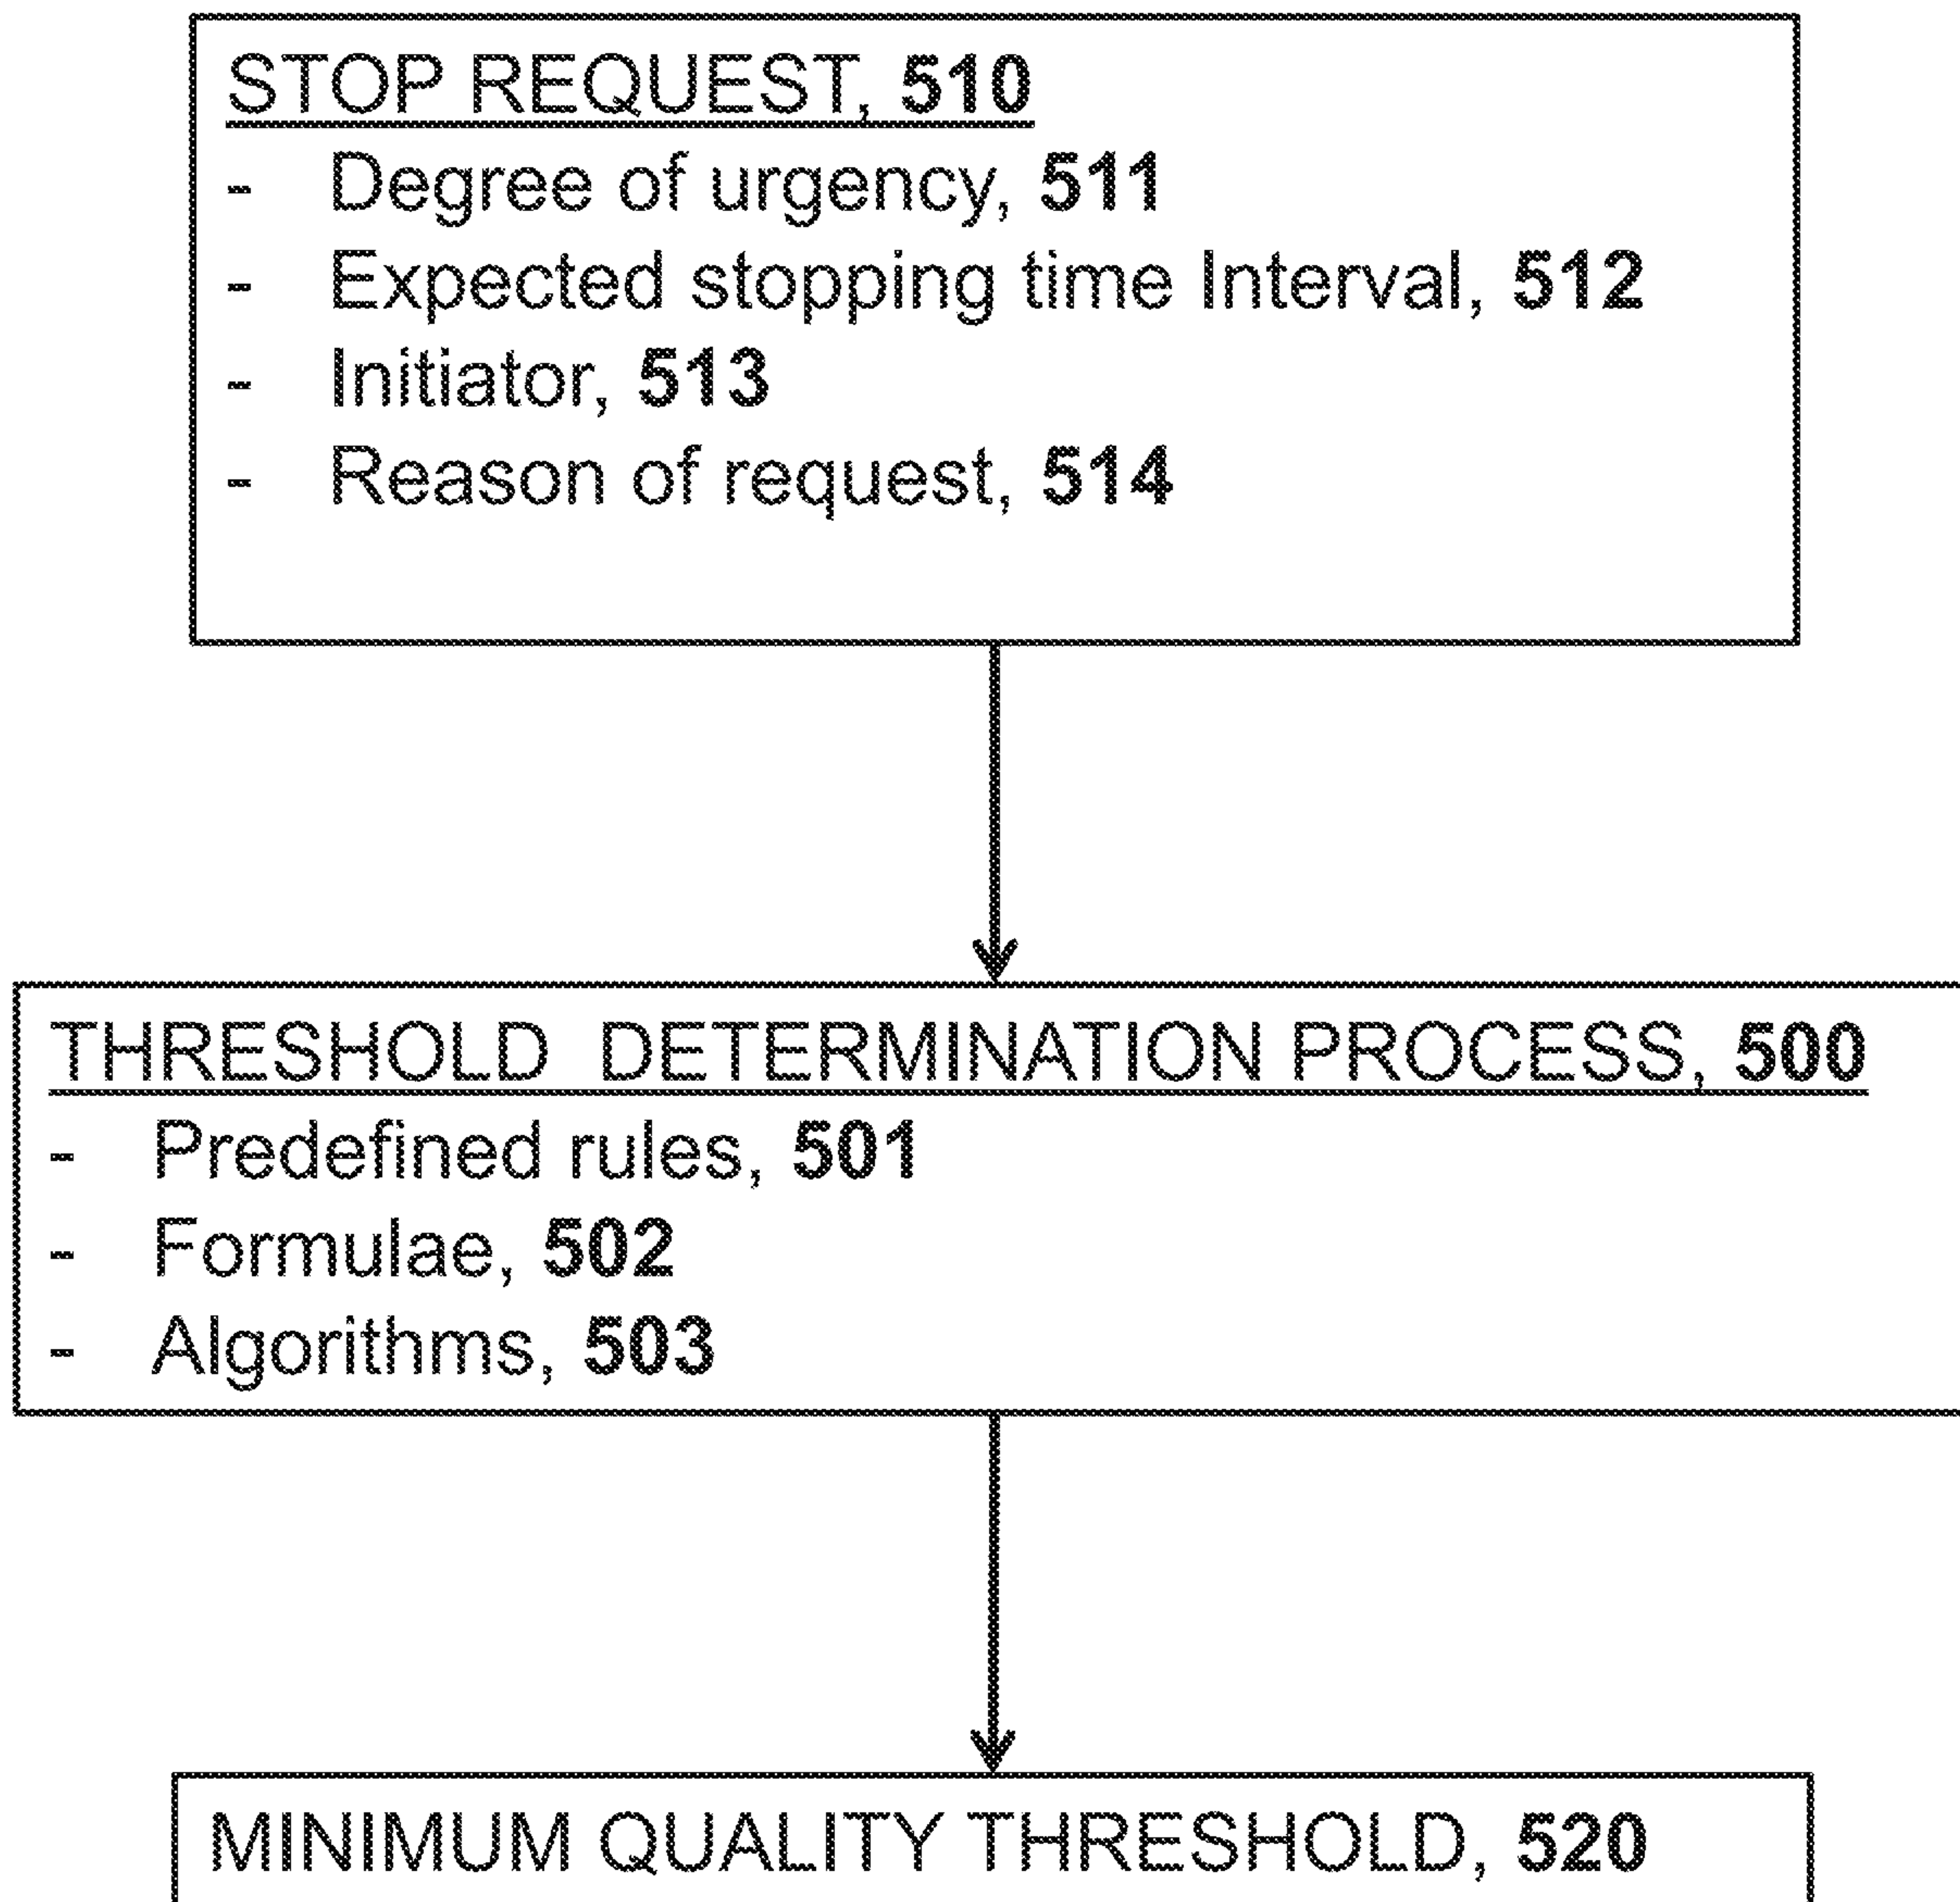 STOP REQUEST, 510
- Degree of urgency, 511
- Expected stopping time Interval, 512
- Initiator, 513
- Reason of request, 514
THRESHOLD DETERMINATION PROCESS, 500
- Predefined rules, 501
- Formulae, 502
- Algorithms, 503
MINIMUM QUALITY THRESHOLD, 520